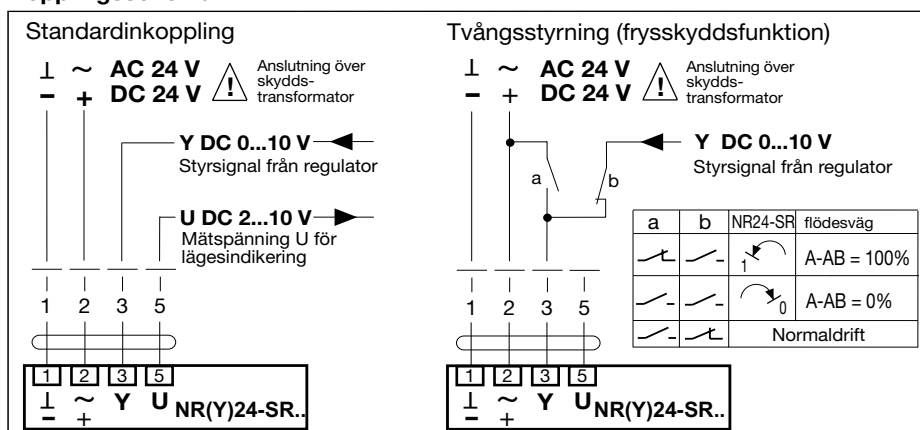 Standardinkoppling
⊥ ~ AC 24 V
– + DC 24 V
! Anslutning över
skydds-
transformator
Y DC 0...10 V
Styrsignal från regulator
U DC 2...10 V
Mätspänning U för
lägesindikering
1 2 3 5
1 2 3 5
⊥ ~ Y U NR(Y)24-SR..
– +
Tvångsstyrning (frysskyddsfunktion)
⊥ ~ AC 24 V
– + DC 24 V
! Anslutning över
skydds-
transformator
Y DC 0...10 V
Styrsignal från regulator
a b
a b NR24-SR flödesväg
1 A-AB = 100%
0 A-AB = 0%
Normaldrift
1 2 3 5
1 2 3 5
⊥ ~ Y U NR(Y)24-SR..
– +